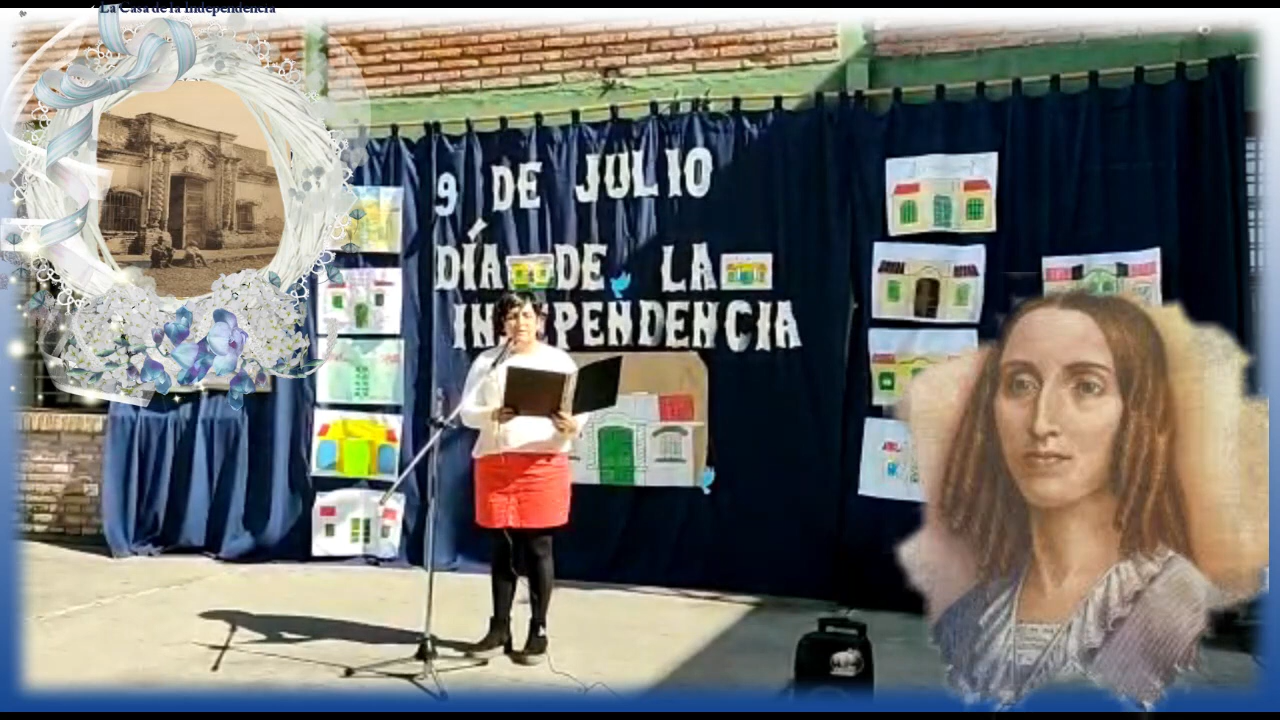 La Casa de la Independencia
9 DE JULIO
DÍA DE LA
INDEPENDENCIA